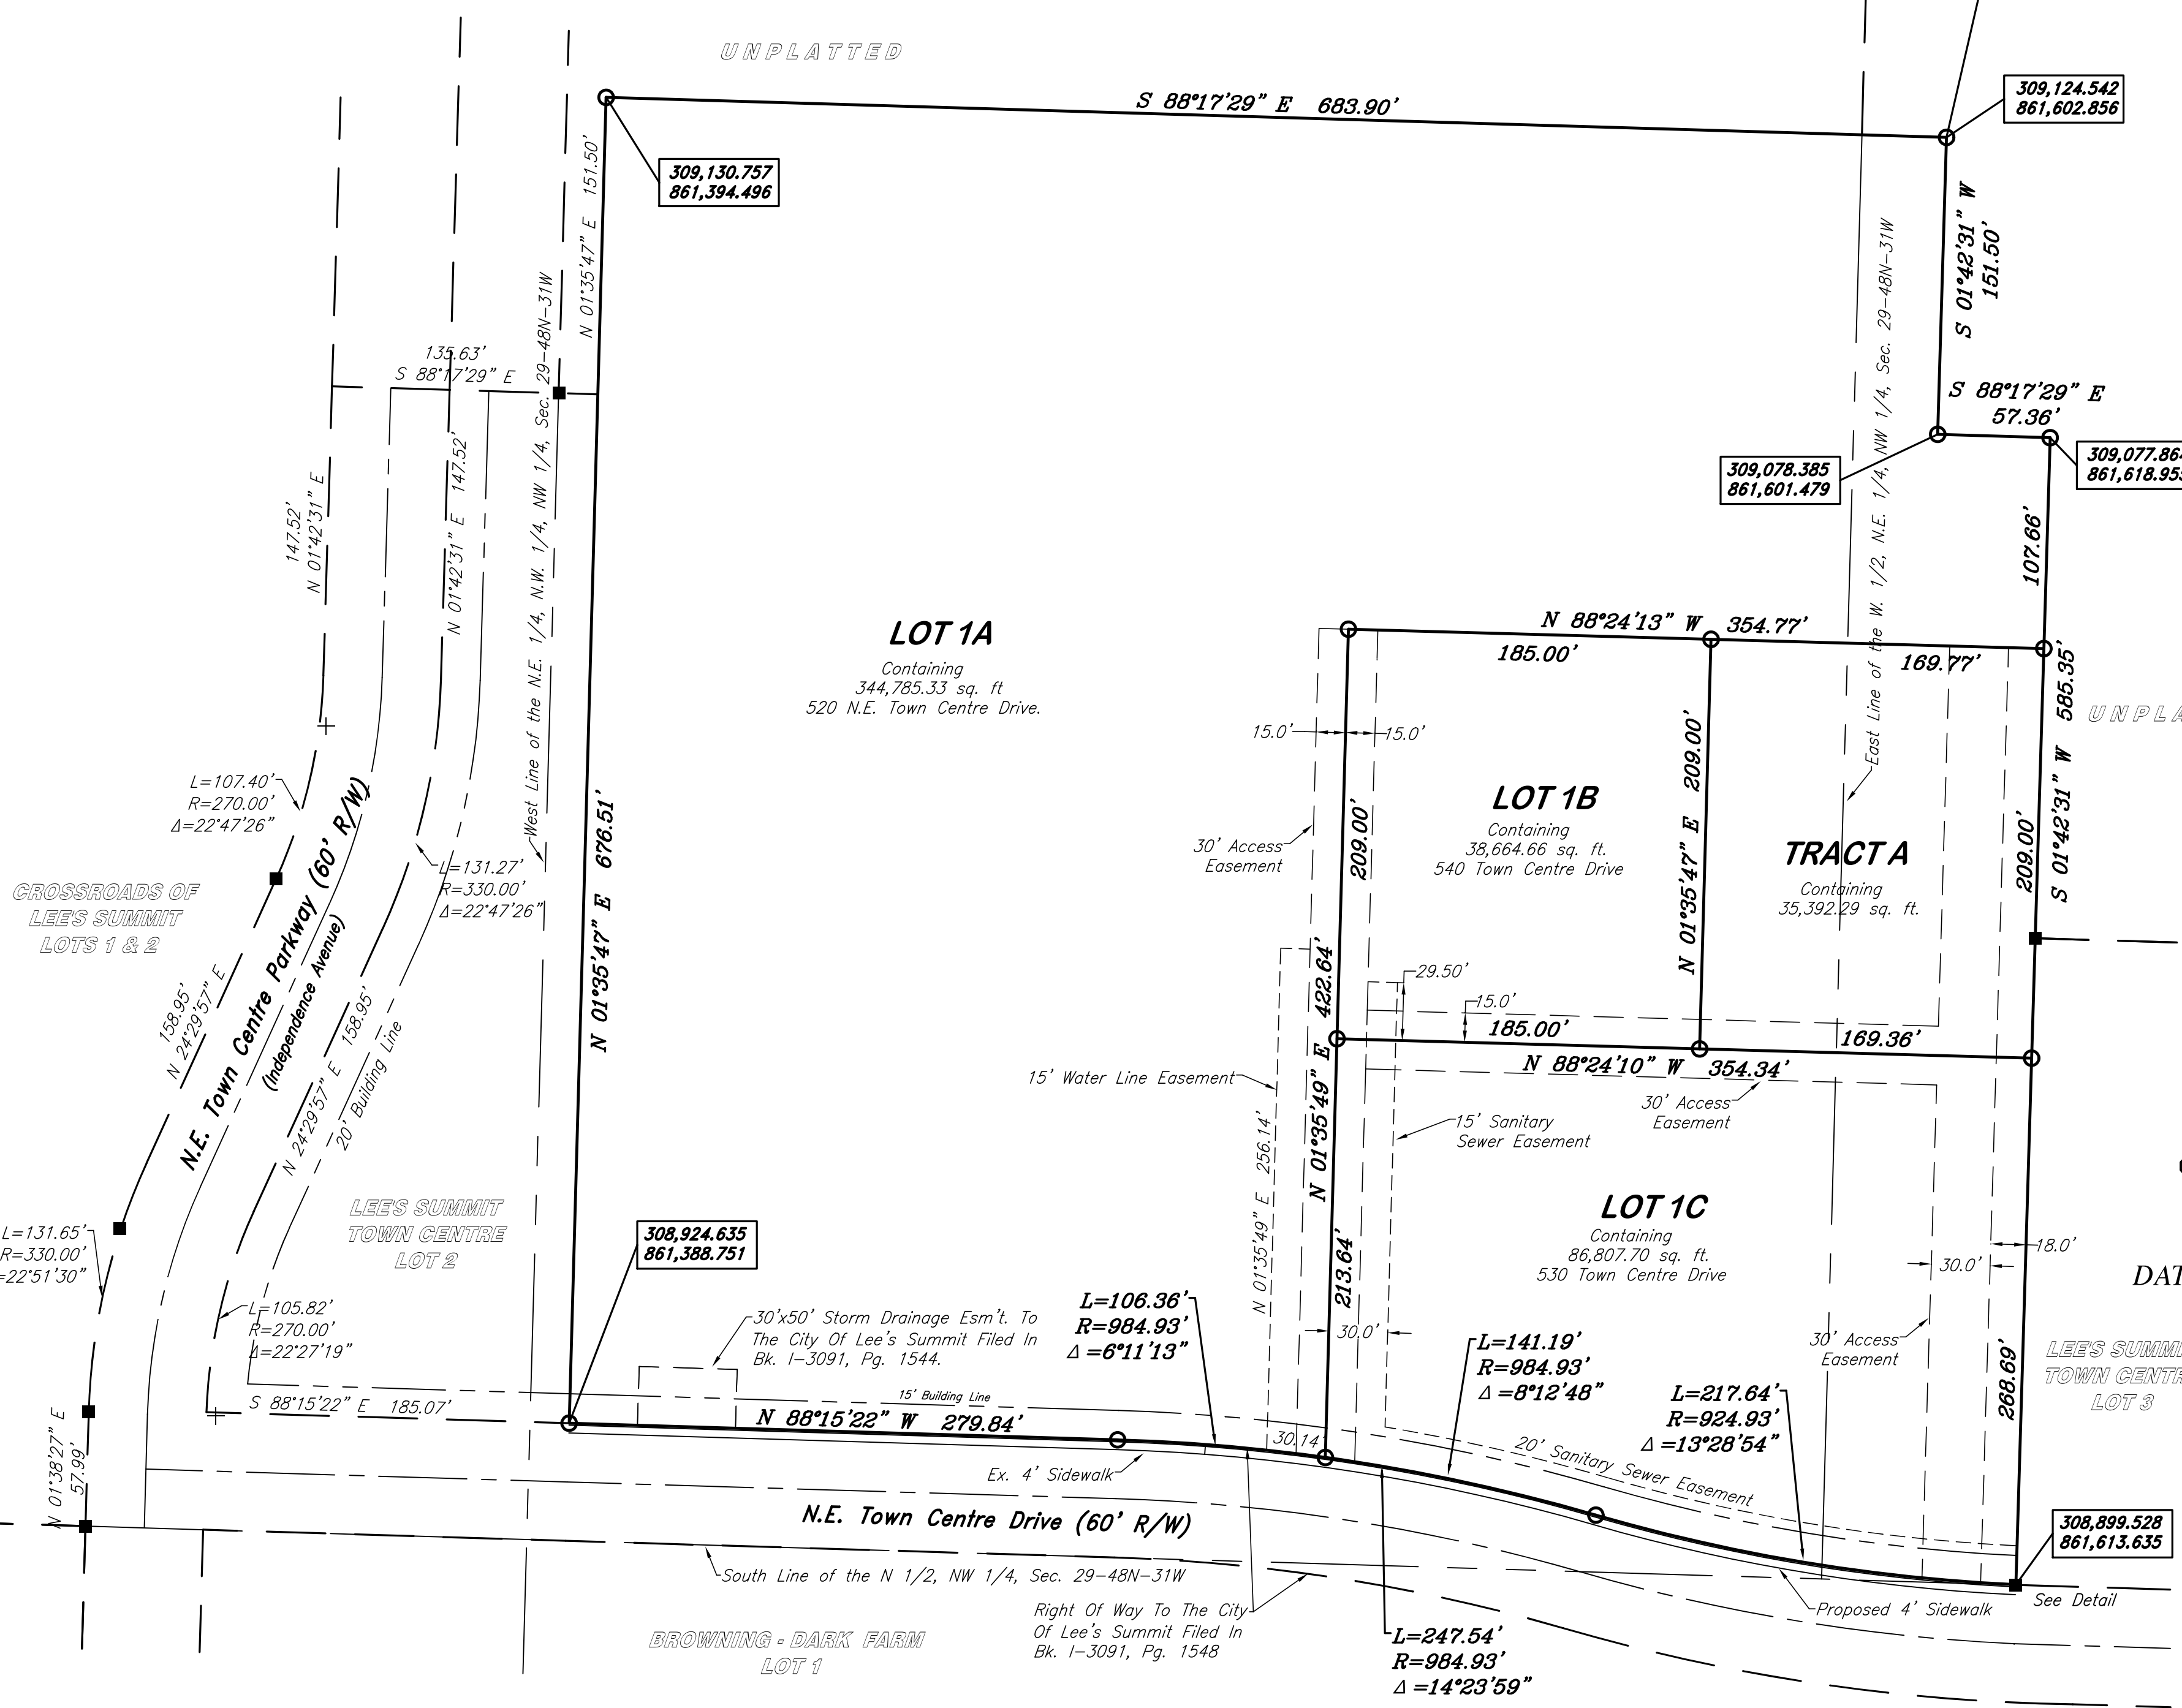 UNPLATTED
S 88°17'29" E 683.90'
309,124.542
861,602.856
309,130.757
861,394.496
N 01°35'47" E 151.50'
S 01°42'31" W
151.50'
S 88°17'29" E
57.36'
309,078.385
861,601.479
309,077.864
107.66'
135.63'
S 88°17'29" E
147.52'
N 01°42'31" E
N 01°42'31" E 147.52'
West Line of the N.E. 1/4, N.W. 1/4, NW 1/4, Sec. 29-48N-31W
East Line of the W. 1/2, N.E. 1/4, NW 1/4, Sec. 29-48N-31W
LOT 1A
Containing
344,785.33 sq. ft
520 N.E. Town Centre Drive.
N 88°24'13" W 354.77'
185.00'
169.77'
S 01°42'31" W 585.35'
15.0'
15.0'
LOT 1B
Containing
38,664.66 sq. ft.
540 Town Centre Drive
209.00'
N 01°35'47" E 209.00'
TRACT A
Containing
35,392.29 sq. ft.
209.00'
30' Access
Easement
L=107.40'
R=270.00'
Δ=22°47'26"
L=131.27'
R=330.00'
Δ=22°47'26"
N 01°35'47" E 676.51'
CROSSROADS OF
LEE'S SUMMIT
LOTS 1 & 2
N.E. Town Centre Parkway (60' R/W)
(Independence Avenue)
158.95'
N 24°29'57" E
N 24°29'57" E 158.95'
20' Building Line
N 01°35'49" E 422.64'
29.50'
15.0'
185.00'
169.36'
N 88°24'10" W 354.34'
30' Access
Easement
15' Water Line Easement
15' Sanitary
Sewer Easement
N 01°35'49" E 256.14'
213.64'
LOT 1C
Containing
86,807.70 sq. ft.
530 Town Centre Drive
18.0'
30.0'
30' Access
Easement
268.69'
LEE'S SUMMIT
TOWN CENTRE
LOT 2
308,924.635
861,388.751
L=131.65'
R=330.00'
=22°51'30"
L=105.82'
R=270.00'
Δ=22°27'19"
N 01°38'27" E
57.99'
S 88°15'22" E 185.07'
30'x50' Storm Drainage Esm't. To
The City Of Lee's Summit Filed In
Bk. I-3091, Pg. 1544.
15' Building Line
N 88°15'22" W 279.84'
L=106.36'
R=984.93'
Δ =6°11'13"
30.14'
30.0'
L=141.19'
R=984.93'
Δ =8°12'48"
L=217.64'
R=924.93'
Δ =13°28'54"
20' Sanitary Sewer Easement
Ex. 4' Sidewalk
N.E. Town Centre Drive (60' R/W)
South Line of the N 1/2, NW 1/4, Sec. 29-48N-31W
Right Of Way To The City
Of Lee's Summit Filed In
Bk. I-3091, Pg. 1548
L=247.54'
R=984.93'
Δ =14°23'59"
Proposed 4' Sidewalk
See Detail
308,899.528
861,613.635
BROWNING - DARK FARM
LOT 1
LOT 3